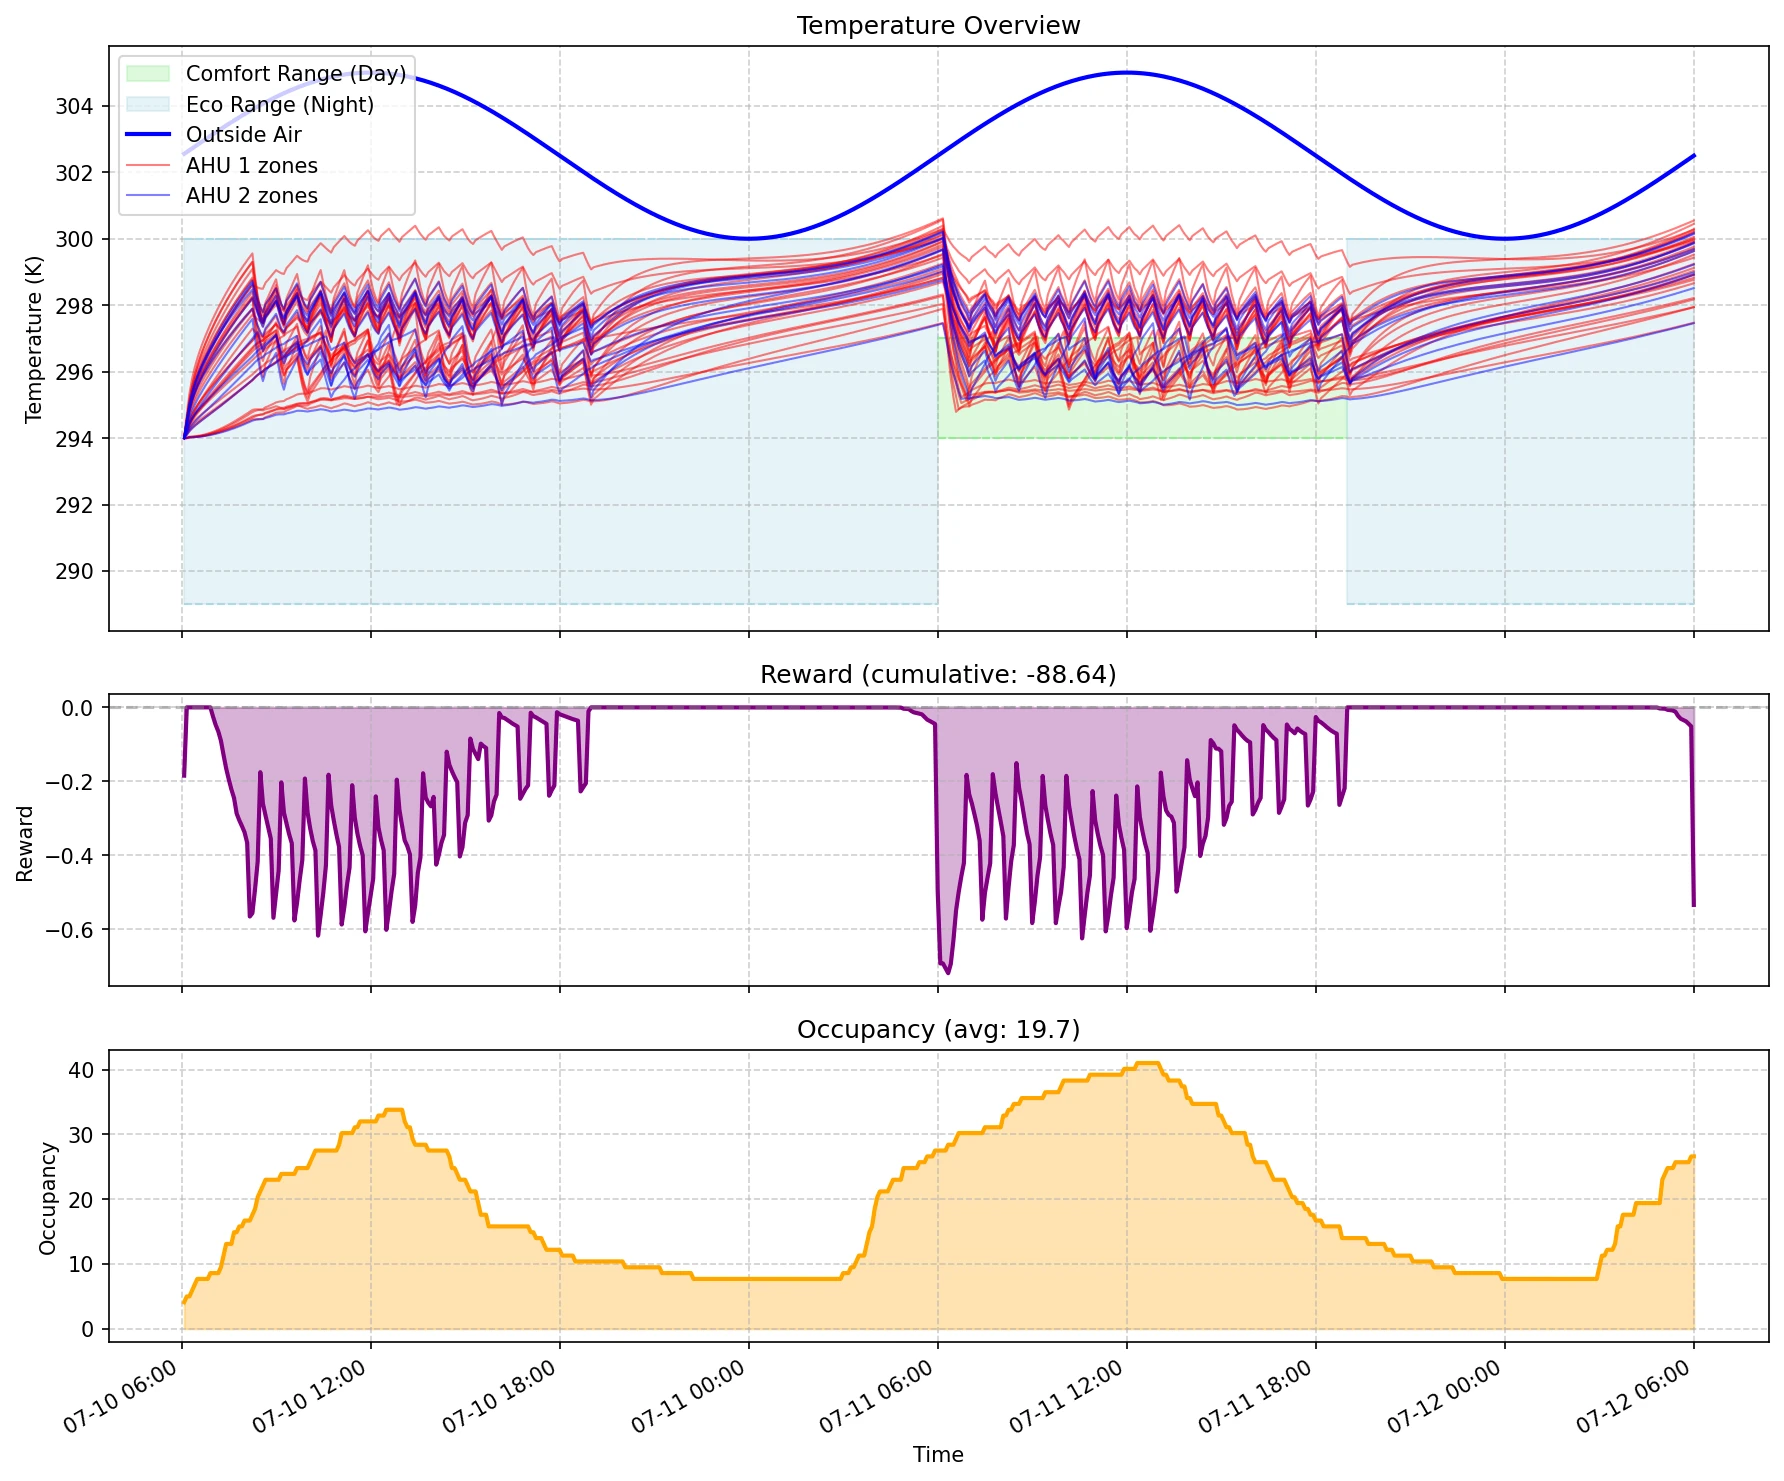 Temperature Overview
Comfort Range (Day)
Eco Range (Night)
Outside Air
AHU 1 zones
AHU 2 zones
Temperature (K)
304
302
300
298
296
294
292
290
Reward (cumulative: -88.64)
Reward
0.0
−0.2
−0.4
−0.6
Occupancy (avg: 19.7)
Occupancy
40
30
20
10
0
07-10 06:00
07-10 12:00
07-10 18:00
07-11 00:00
07-11 06:00
07-11 12:00
07-11 18:00
07-12 00:00
07-12 06:00
Time